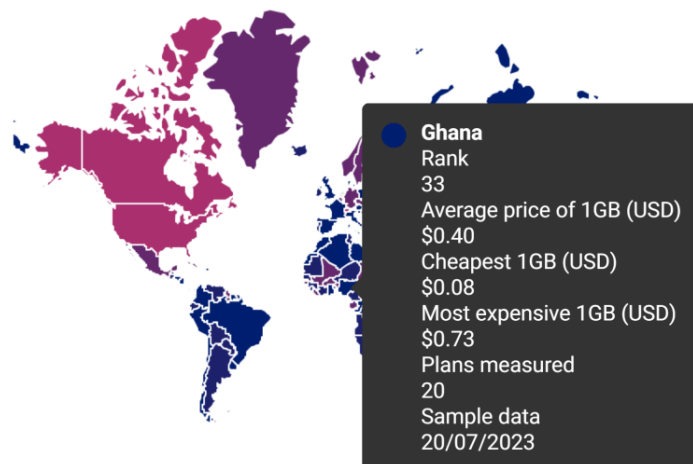 Ghana
Rank
33
Average price of 1GB (USD)
$0.40
Cheapest 1GB (USD)
$0.08
Most expensive 1GB (USD)
$0.73
Plans measured
20
Sample data
20/07/2023